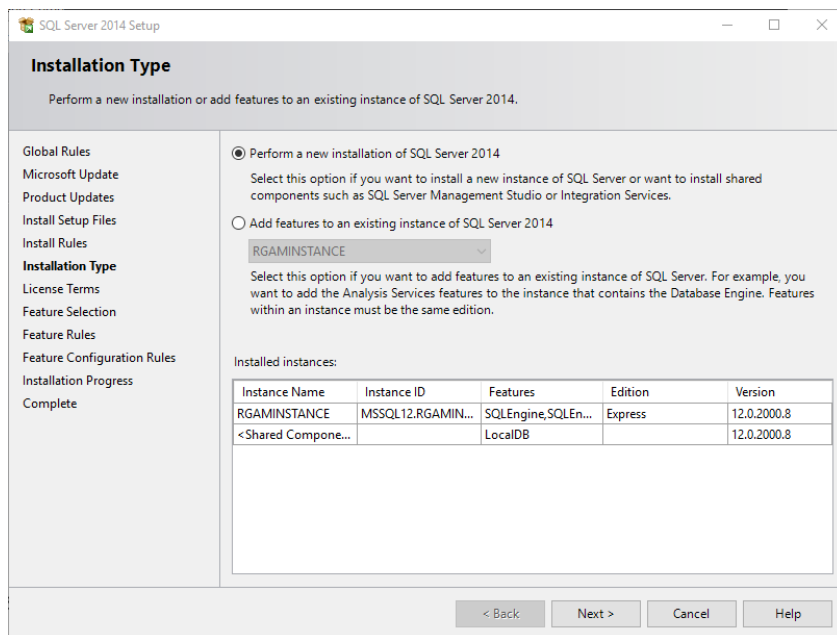 SQL Server 2014 Setup
Installation Type
Perform a new installation or add features to an existing instance of SQL Server 2014.
Global Rules
Microsoft Update
Product Updates
Install Setup Files
Install Rules
Installation Type
License Terms
Feature Selection
Feature Rules
Feature Configuration Rules
Installation Progress
Complete
Perform a new installation of SQL Server 2014
Select this option if you want to install a new instance of SQL Server or want to install shared
components such as SQL Server Management Studio or Integration Services.
Add features to an existing instance of SQL Server 2014
RGAMINSTANCE
Select this option if you want to add features to an existing instance of SQL Server. For example, you
want to add the Analysis Services features to the instance that contains the Database Engine. Features
within an instance must be the same edition.
Installed instances:
Instance Name Instance ID Features Edition Version
RGAMINSTANCE MSSQL12.RGAMIN... SQLEngine,SQLEn... Express 12.0.2000.8
<Shared Compone... LocalDB 12.0.2000.8
< Back Next > Cancel Help